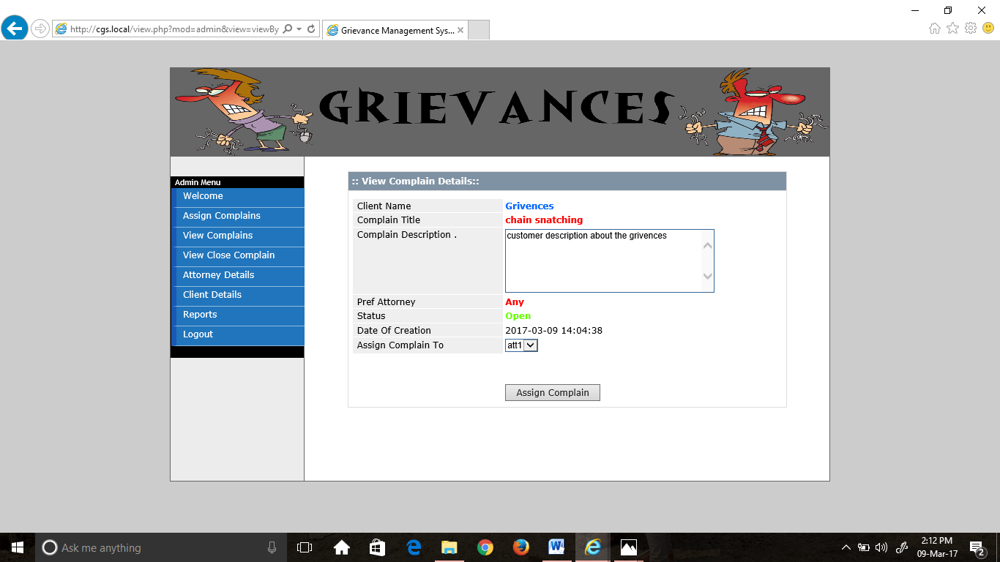 http://cgs.local/view.php?mod=admin&view=viewBy
Grievance Management Sys...
GRIEVANCES
Admin Menu
Welcome
Assign Complains
View Complains
View Close Complain
Attorney Details
Client Details
Reports
Logout
:: View Complain Details::
Client Name Grivences
Complain Title chain snatching
Complain Description . customer description about the grivences
Pref Attorney Any
Status Open
Date Of Creation 2017-03-09 14:04:38
Assign Complain To att1
Assign Complain
Ask me anything
2:12 PM
09-Mar-17
2